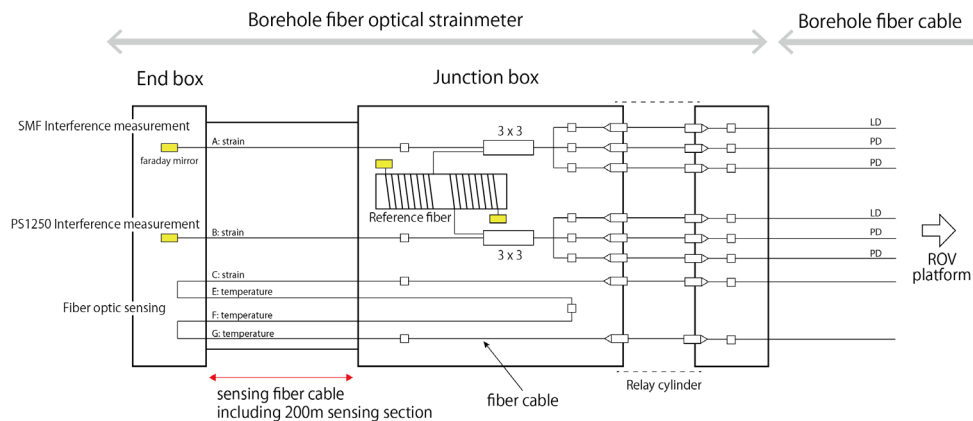 Borehole fiber optical strainmeter
Borehole fiber cable
End box
Junction box
SMF Interference measurement
3 x 3
LD
A: strain
PD
faraday mirror
PD
Reference fiber
LD
PS1250 Interference measurement
B: strain
PD
3 x 3
PD
ROV
platform
C: strain
E: temperature
Fiber optic sensing
F: temperature
G: temperature
Relay cylinder
sensing fiber cable
including 200m sensing section
fiber cable